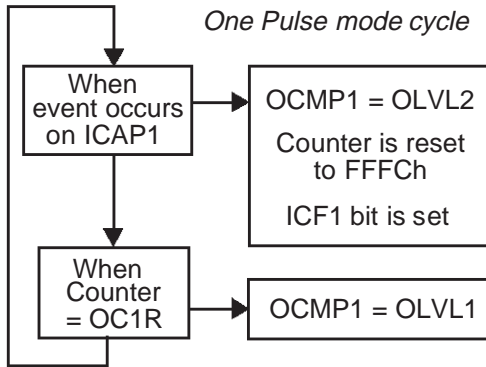 One Pulse mode cycle
When
event occurs
on ICAP1
OCMP1 = OLVL2
Counter is reset
to FFFCh
ICF1 bit is set
When
Counter
= OC1R
OCMP1 = OLVL1